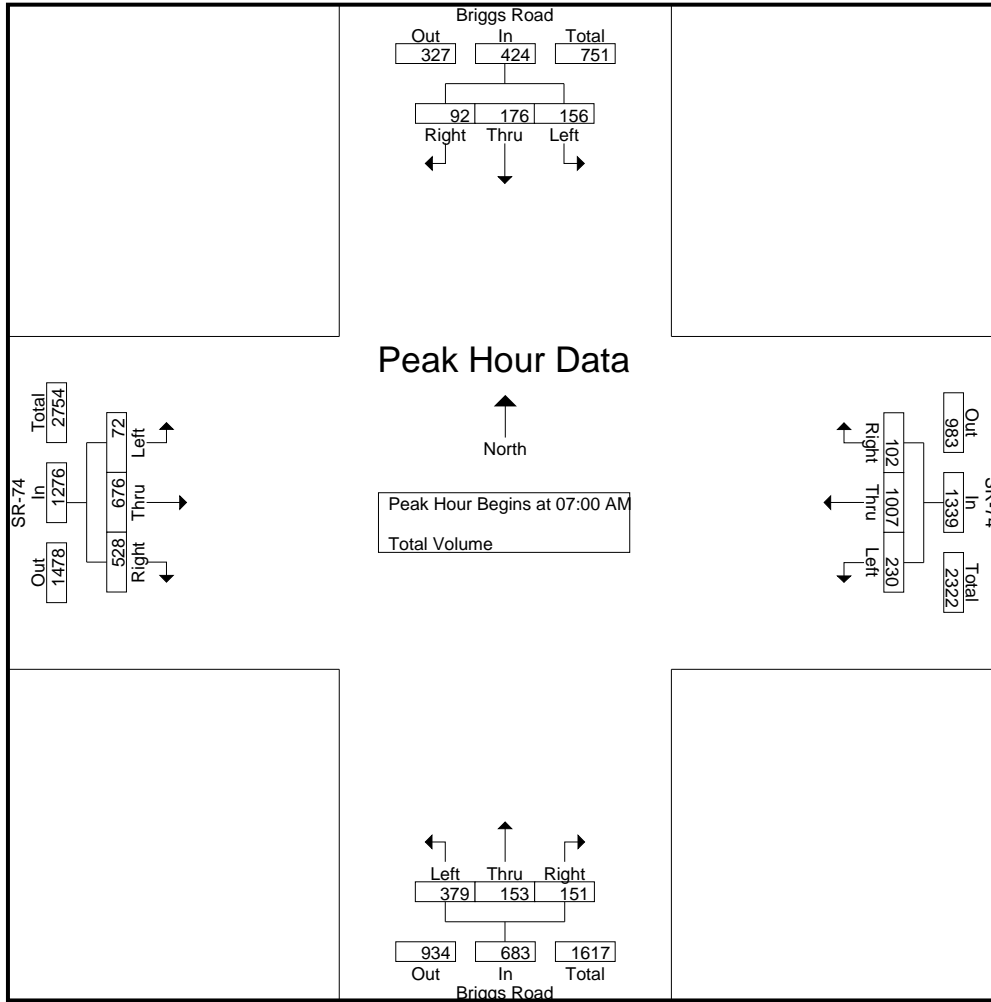 Briggs Road
Out In Total
327 424 751
92 176 156
Right Thru Left
Peak Hour Data
North
Peak Hour Begins at 07:00 AM
Total Volume
SR-74
Total In Out
2754 1276 1478
72 676 528
Left Thru Right
Right Thru Left
102 1007 230
983 1339 2322
Out In Total
SR-74
Left Thru Right
379 153 151
934 683 1617
Out In Total
Briggs Road